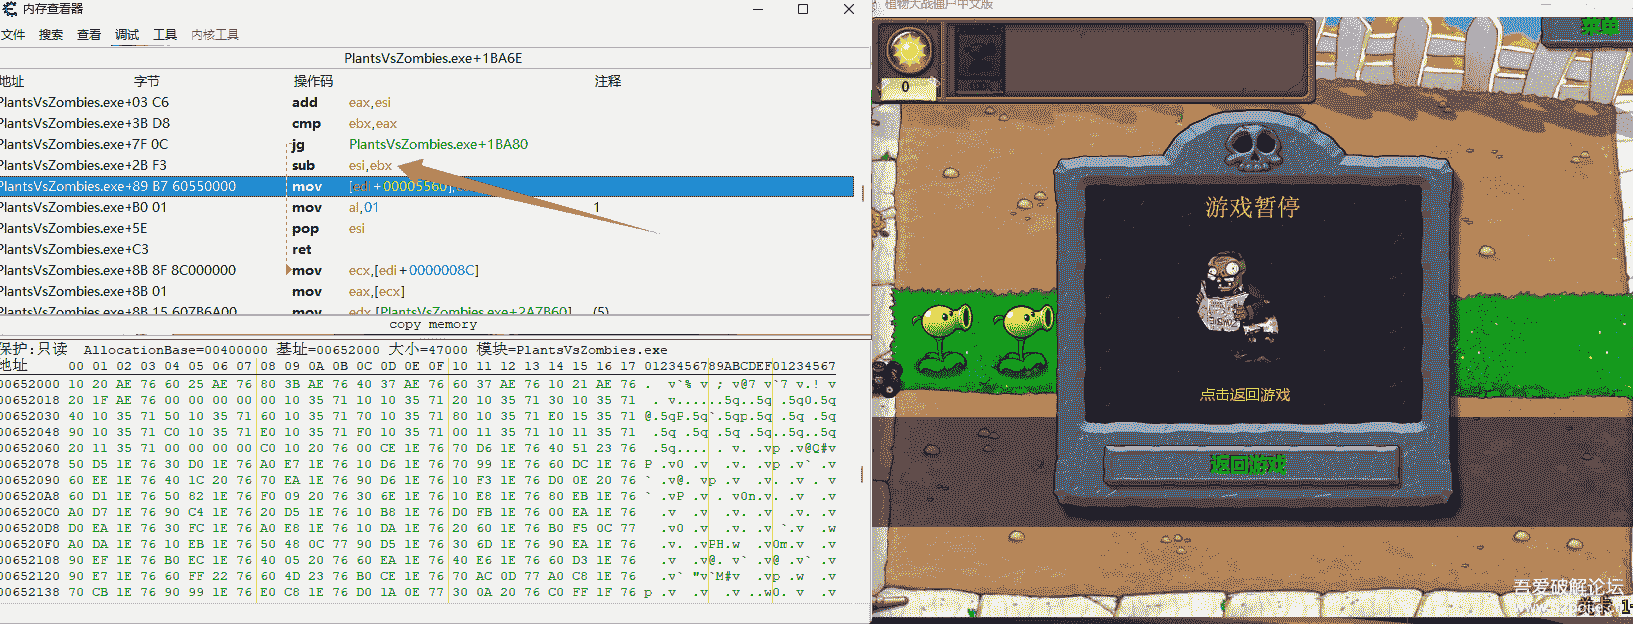 内存查看器
文件 搜索 查看 调试 工具 内核工具
PlantsVsZombies.exe+1BA6E
地址 字节 操作码 注释
PlantsVsZombies.exe+03 C6 add eax,esi
PlantsVsZombies.exe+3B D8 cmp ebx,eax
PlantsVsZombies.exe+7F 0C jg PlantsVsZombies.exe+1BA80
PlantsVsZombies.exe+2B F3 sub esi,ebx
PlantsVsZombies.exe+89 B7 60550000 mov [edi+00005560],
PlantsVsZombies.exe+B0 01 mov al,01 1
PlantsVsZombies.exe+5E pop esi
PlantsVsZombies.exe+C3 ret
PlantsVsZombies.exe+8B 8F 8C000000 mov ecx,[edi+0000008C]
PlantsVsZombies.exe+8B 01 mov eax,[ecx]
PlantsVsZombies.exe+8B 15 607B6A00 mov edx,[PlantsVsZombies.exe+2A7B60] (5)
copy memory
保护:只读 AllocationBase=00400000 基址=00652000 大小=47000 模块=PlantsVsZombies.exe
地址 00 01 02 03 04 05 06 07 08 09 0A 0B 0C 0D 0E 0F 10 11 12 13 14 15 16 17 0123456789ABCDEF01234567
00652000 10 20 AE 76 60 25 AE 76 80 3B AE 76 40 37 AE 76 60 37 AE 76 10 21 AE 76
00652018 20 1F AE 76 00 00 00 00 00 10 35 71 10 10 35 71 20 10 35 71 30 10 35 71
00652030 40 10 35 71 50 10 35 71 60 10 35 71 70 10 35 71 80 10 35 71 E0 15 35 71
00652048 90 10 35 71 C0 10 35 71 E0 10 35 71 F0 10 35 71 00 11 35 71 10 11 35 71
00652060 20 11 35 71 00 00 00 00 C0 10 20 76 00 CE 1E 76 70 D6 1E 76 40 51 23 76
00652078 50 D5 1E 76 30 D0 1E 76 A0 E7 1E 76 10 D6 1E 76 70 99 1E 76 60 DC 1E 76
00652090 60 EE 1E 76 40 1C 20 76 70 EA 1E 76 90 D6 1E 76 10 F3 1E 76 D0 0E 20 76
006520A8 60 D1 1E 76 50 82 1E 76 F0 09 20 76 30 6E 1E 76 10 E8 1E 76 80 EB 1E 76
006520C0 A0 D7 1E 76 90 C4 1E 76 20 D5 1E 76 10 B8 1E 76 D0 FB 1E 76 00 EA 1E 76
006520D8 D0 EA 1E 76 30 FC 1E 76 A0 E8 1E 76 10 DA 1E 76 20 60 1E 76 B0 F5 0C 77
006520F0 A0 DA 1E 76 10 EB 1E 76 50 48 0C 77 90 D5 1E 76 30 6D 1E 76 90 EA 1E 76
00652108 90 EF 1E 76 B0 EC 1E 76 40 05 20 76 60 EA 1E 76 40 E6 1E 76 60 D3 1E 76
00652120 90 E7 1E 76 60 FF 22 76 60 4D 23 76 B0 CE 1E 76 70 AC 0D 77 A0 C8 1E 76
00652138 70 CB 1E 76 90 99 1E 76 E0 C8 1E 76 D0 1A 0E 77 30 0A 20 76 C0 FF 1F 76
植物大战僵尸中文版
菜单
0
游戏暂停
点击返回游戏
返回游戏
吾爱破解论坛